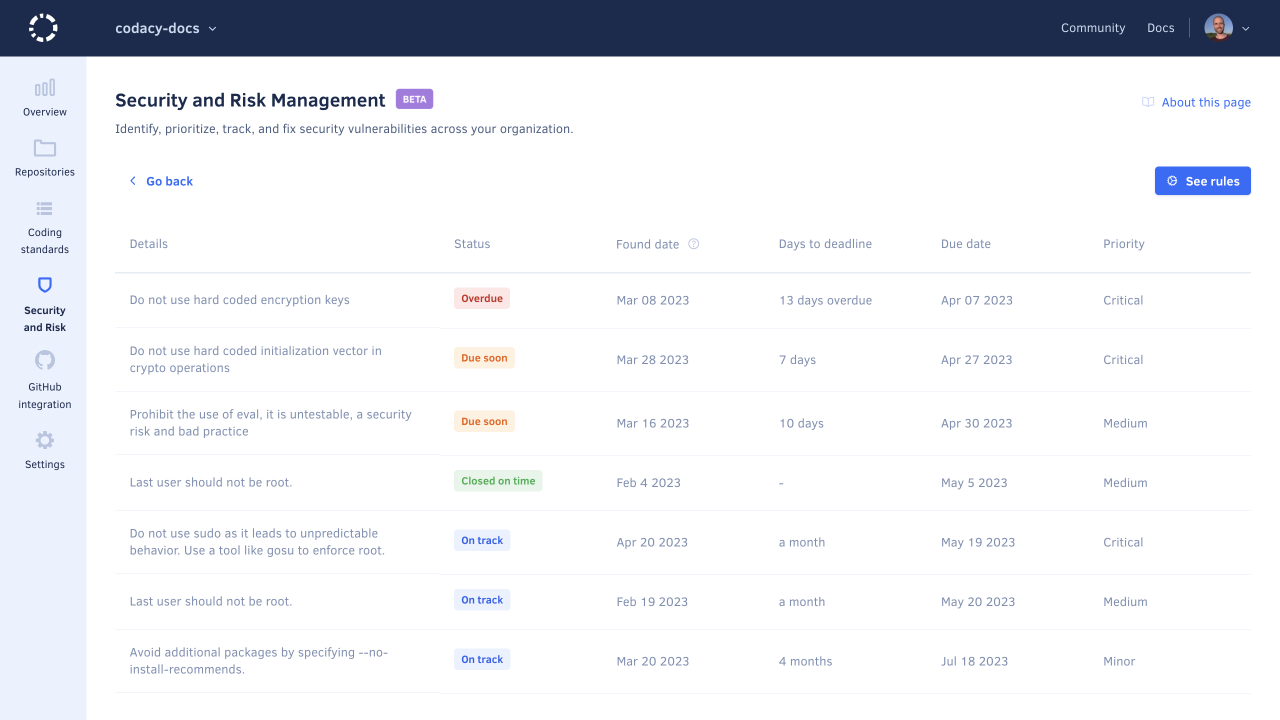 codacy-docs
Community
Docs
Overview
Repositories
Coding
standards
Security
and Risk
GitHub
integration
Settings
Security and Risk Management BETA
About this page
Identify, prioritize, track, and fix security vulnerabilities across your organization.
Go back
See rules
Details Status Found date Days to deadline Due date Priority
Do not use hard coded encryption keys Overdue Mar 08 2023 13 days overdue Apr 07 2023 Critical
Do not use hard coded initialization vector in
crypto operations
Due soon Mar 28 2023 7 days Apr 27 2023 Critical
Prohibit the use of eval, it is untestable, a security
risk and bad practice
Due soon Mar 16 2023 10 days Apr 30 2023 Medium
Last user should not be root. Closed on time Feb 4 2023 - May 5 2023 Medium
Do not use sudo as it leads to unpredictable
behavior. Use a tool like gosu to enforce root.
On track Apr 20 2023 a month May 19 2023 Critical
Last user should not be root. On track Feb 19 2023 a month May 20 2023 Medium
Avoid additional packages by specifying --no-
install-recommends.
On track Mar 20 2023 4 months Jul 18 2023 Minor